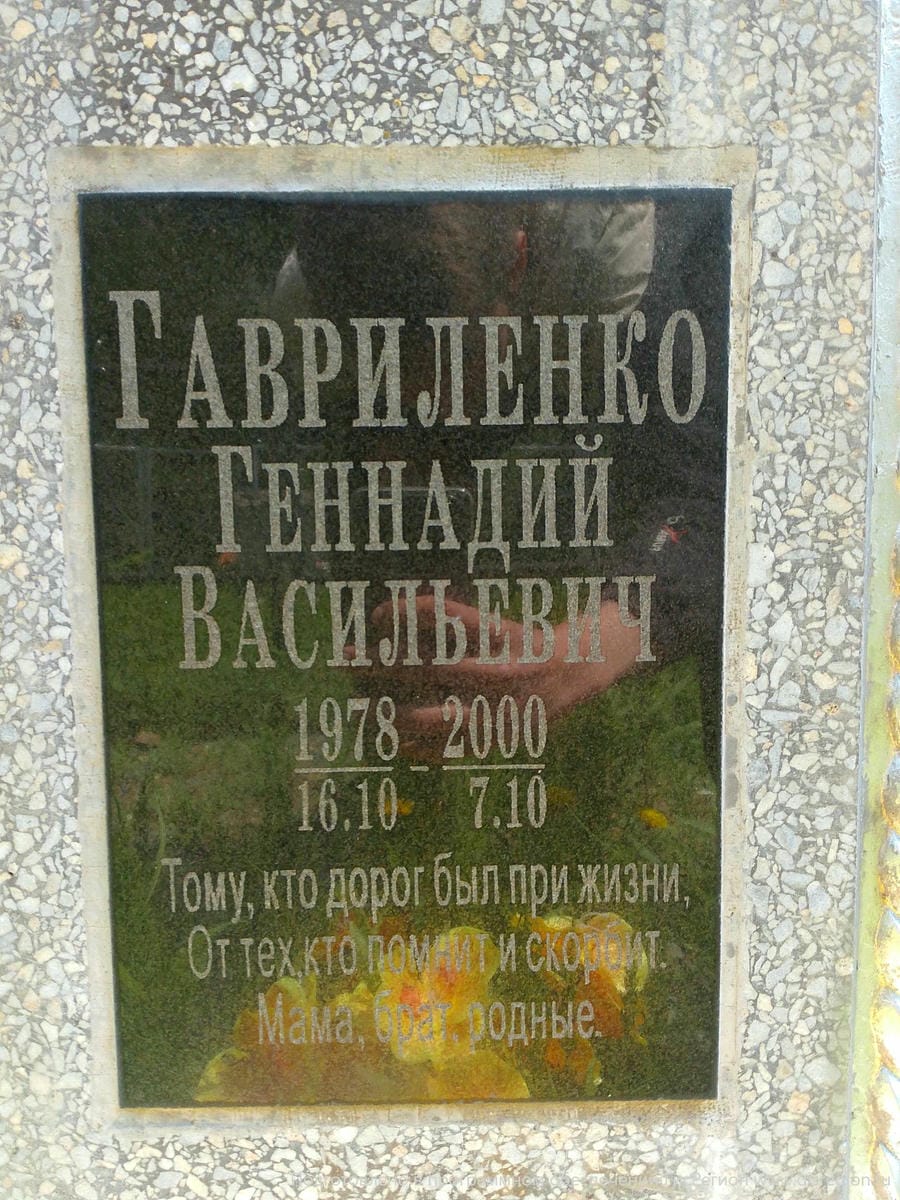 ГАВРИЛЕНКО
ГЕННАДИЙ
ВАСИЛЬЕВИЧ
1978 – 2000
16.10 7.10
Тому, кто дорог был при жизни,
От тех,кто помнит и скорбит.
Мама, брат. родные.